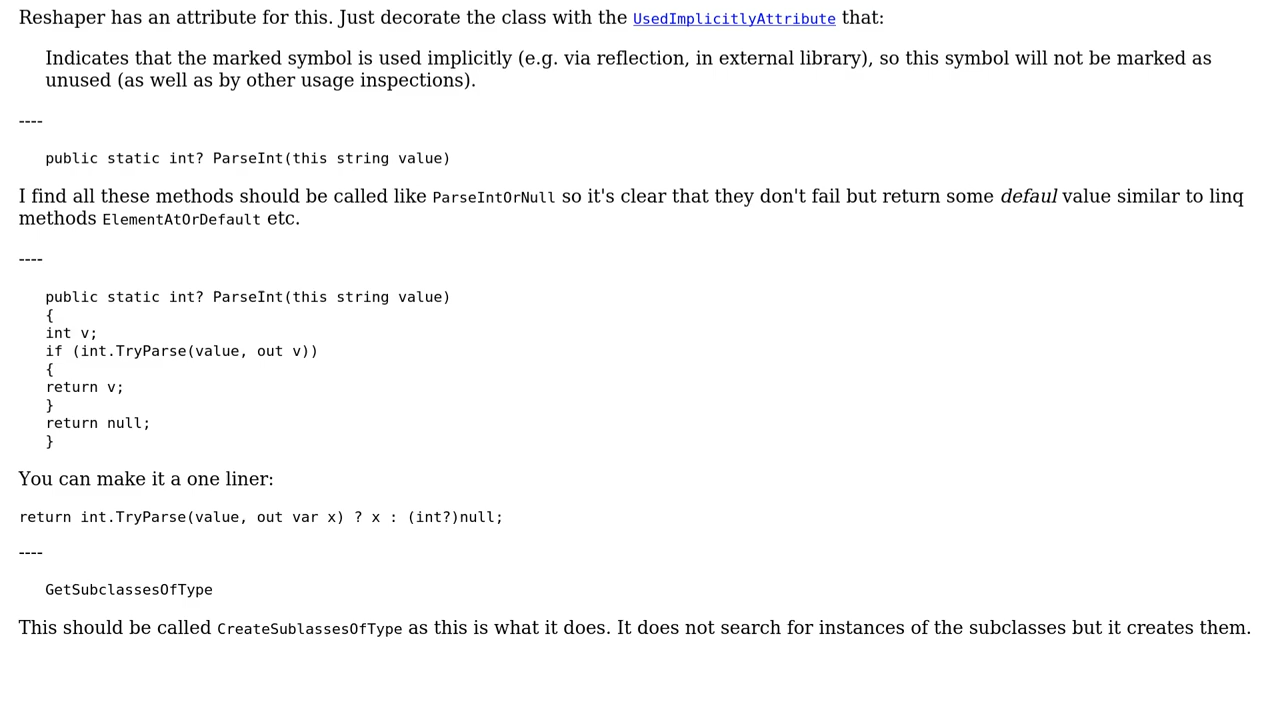 Reshaper has an attribute for this. Just decorate the class with the UsedImplicitlyAttribute that:
Indicates that the marked symbol is used implicitly (e.g. via reflection, in external library), so this symbol will not be marked as
unused (as well as by other usage inspections).
----
public static int? ParseInt(this string value)
I find all these methods should be called like ParseIntOrNull so it's clear that they don't fail but return some defaul value similar to linq
methods ElementAtOrDefault etc.
----
public static int? ParseInt(this string value)
{
int v;
if (int.TryParse(value, out v))
{
return v;
}
return null;
}
You can make it a one liner:
return int.TryParse(value, out var x) ? x : (int?)null;
----
GetSubclassesOfType
This should be called CreateSublassesOfType as this is what it does. It does not search for instances of the subclasses but it creates them.